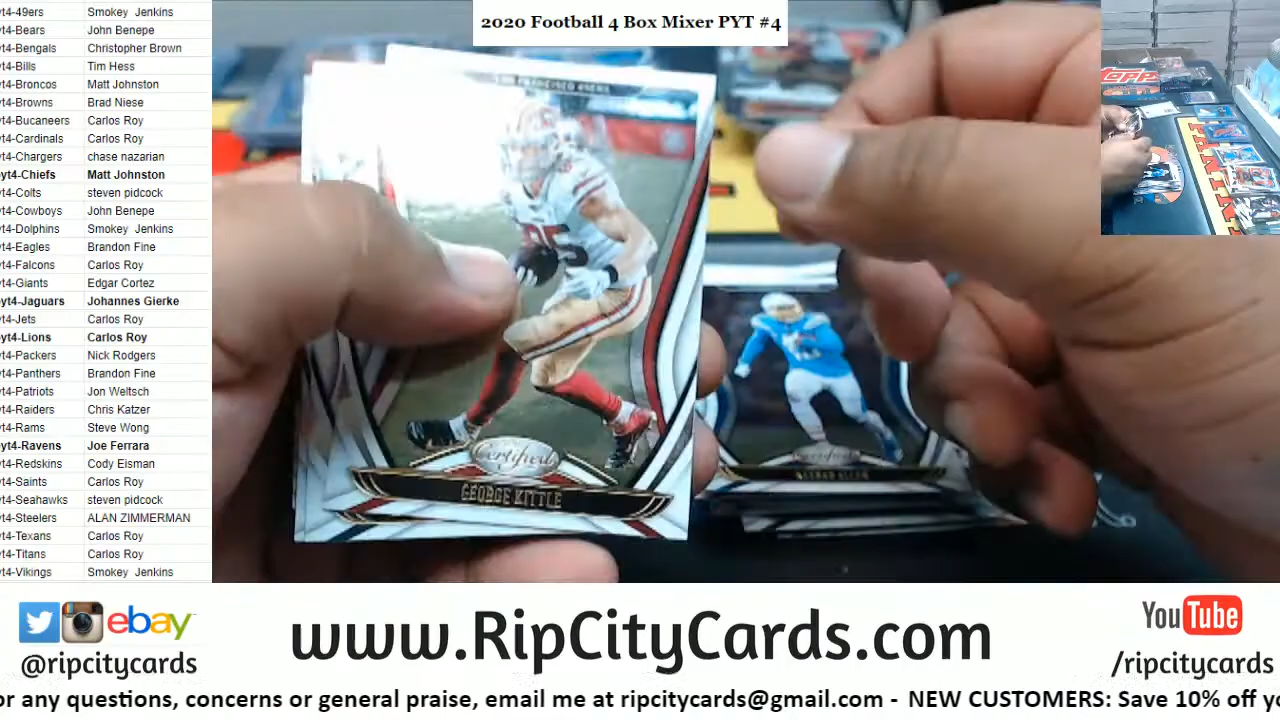 2020 Football 4 Box Mixer PYT #4
yt4-49ers Smokey Jenkins
yt4-Bears John Benepe
yt4-Bengals Christopher Brown
yt4-Bills Tim Hess
yt4-Broncos Matt Johnston
yt4-Browns Brad Niese
yt4-Bucaneers Carlos Roy
yt4-Cardinals Carlos Roy
yt4-Chargers chase nazarian
yt4-Chiefs Matt Johnston
yt4-Colts steven pidcock
yt4-Cowboys John Benepe
yt4-Dolphins Smokey Jenkins
yt4-Eagles Brandon Fine
yt4-Falcons Carlos Roy
yt4-Giants Edgar Cortez
yt4-Jaguars Johannes Gierke
yt4-Jets Carlos Roy
yt4-Lions Carlos Roy
yt4-Packers Nick Rodgers
yt4-Panthers Brandon Fine
yt4-Patriots Jon Weltsch
yt4-Raiders Chris Katzer
yt4-Rams Steve Wong
yt4-Ravens Joe Ferrara
yt4-Redskins Cody Eisman
yt4-Saints Carlos Roy
yt4-Seahawks steven pidcock
yt4-Steelers ALAN ZIMMERMAN
yt4-Texans Carlos Roy
yt4-Titans Carlos Roy
yt4-Vikings Smokey Jenkins
SAN FRANCISCO 49ERS
85
Certified
GEORGE KITTLE
KEENAN ALLEN
TOPP
ebay
@ripcitycards
www.RipCityCards.com
YouTube
/ripcitycards
or any questions, concerns or general praise, email me at ripcitycards@gmail.com - NEW CUSTOMERS: Save 10% off yo